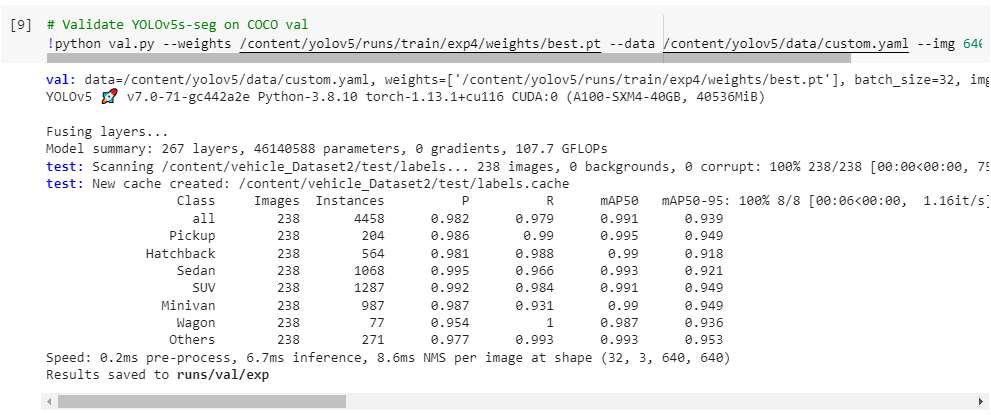 [9] # Validate YOLOv5s-seg on COCO val
!python val.py --weights /content/yolov5/runs/train/exp4/weights/best.pt --data /content/yolov5/data/custom.yaml --img 640
val: data=/content/yolov5/data/custom.yaml, weights=['/content/yolov5/runs/train/exp4/weights/best.pt'], batch_size=32, img
YOLOv5 🚀 v7.0-71-gc442a2e Python-3.8.10 torch-1.13.1+cu116 CUDA:0 (A100-SXM4-40GB, 40536MiB)
Fusing layers...
Model summary: 267 layers, 46140588 parameters, 0 gradients, 107.7 GFLOPs
test: Scanning /content/vehicle_Dataset2/test/labels... 238 images, 0 backgrounds, 0 corrupt: 100% 238/238 [00:00<00:00, 75
test: New cache created: /content/vehicle_Dataset2/test/labels.cache
Class Images Instances P R mAP50 mAP50-95: 100% 8/8 [00:06<00:00, 1.16it/s]
all 238 4458 0.982 0.979 0.991 0.939
Pickup 238 204 0.986 0.99 0.995 0.949
Hatchback 238 564 0.981 0.988 0.99 0.918
Sedan 238 1068 0.995 0.966 0.993 0.921
SUV 238 1287 0.992 0.984 0.991 0.949
Minivan 238 987 0.987 0.931 0.99 0.949
Wagon 238 77 0.954 1 0.987 0.936
Others 238 271 0.977 0.993 0.993 0.953
Speed: 0.2ms pre-process, 6.7ms inference, 8.6ms NMS per image at shape (32, 3, 640, 640)
Results saved to runs/val/exp